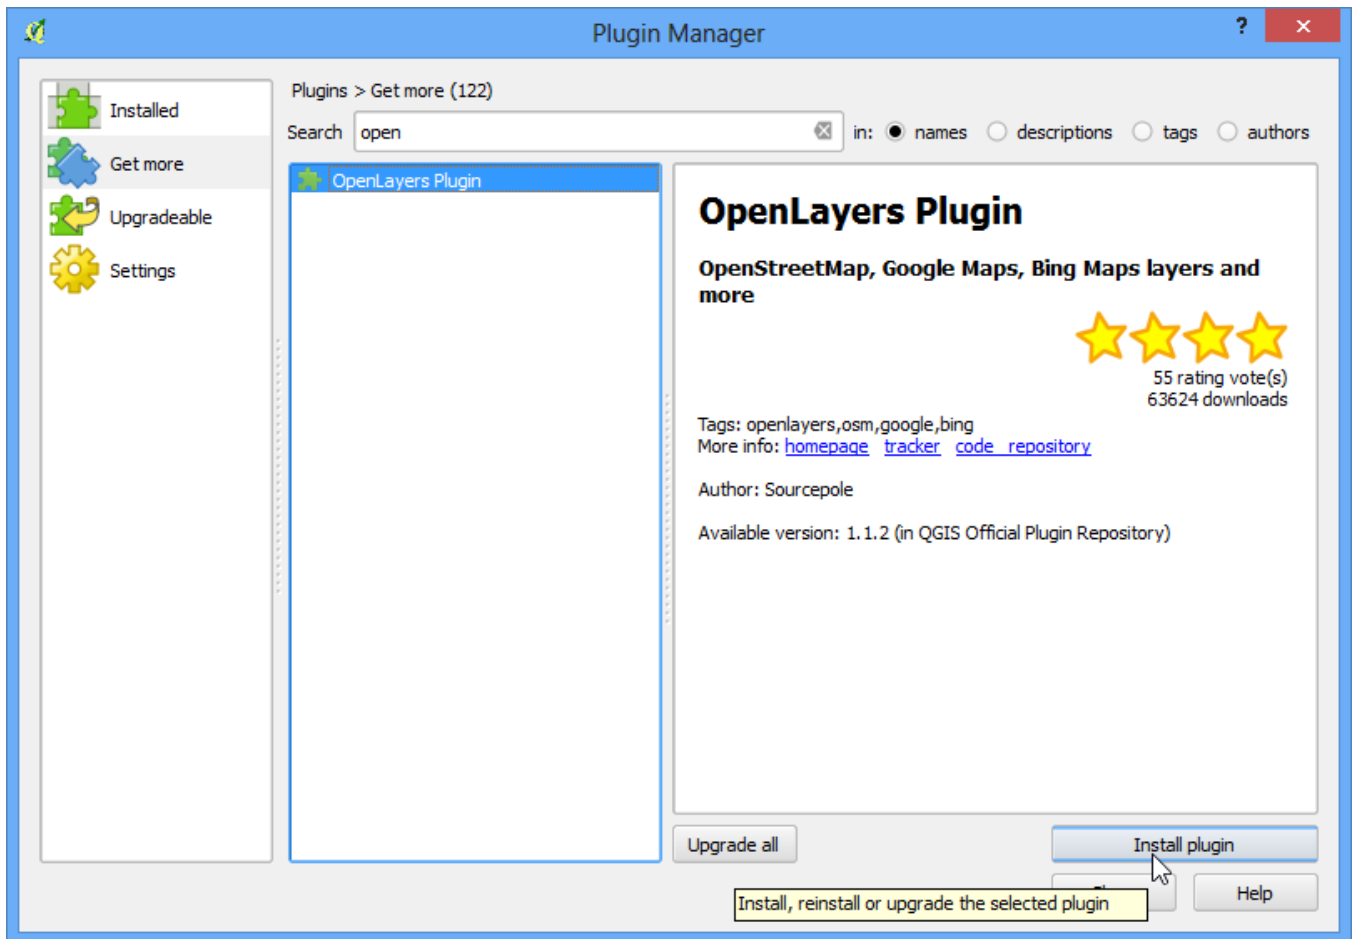 Plugin Manager
?
Installed
Get more
Upgradeable
Settings
Plugins > Get more (122)
Search open in: names descriptions tags authors
OpenLayers Plugin
OpenLayers Plugin
OpenStreetMap, Google Maps, Bing Maps layers and
more
55 rating vote(s)
63624 downloads
Tags: openlayers,osm,google,bing
More info: homepage tracker code repository
Author: Sourcepole
Available version: 1.1.2 (in QGIS Official Plugin Repository)
Upgrade all
Install plugin
Help
Install, reinstall or upgrade the selected plugin